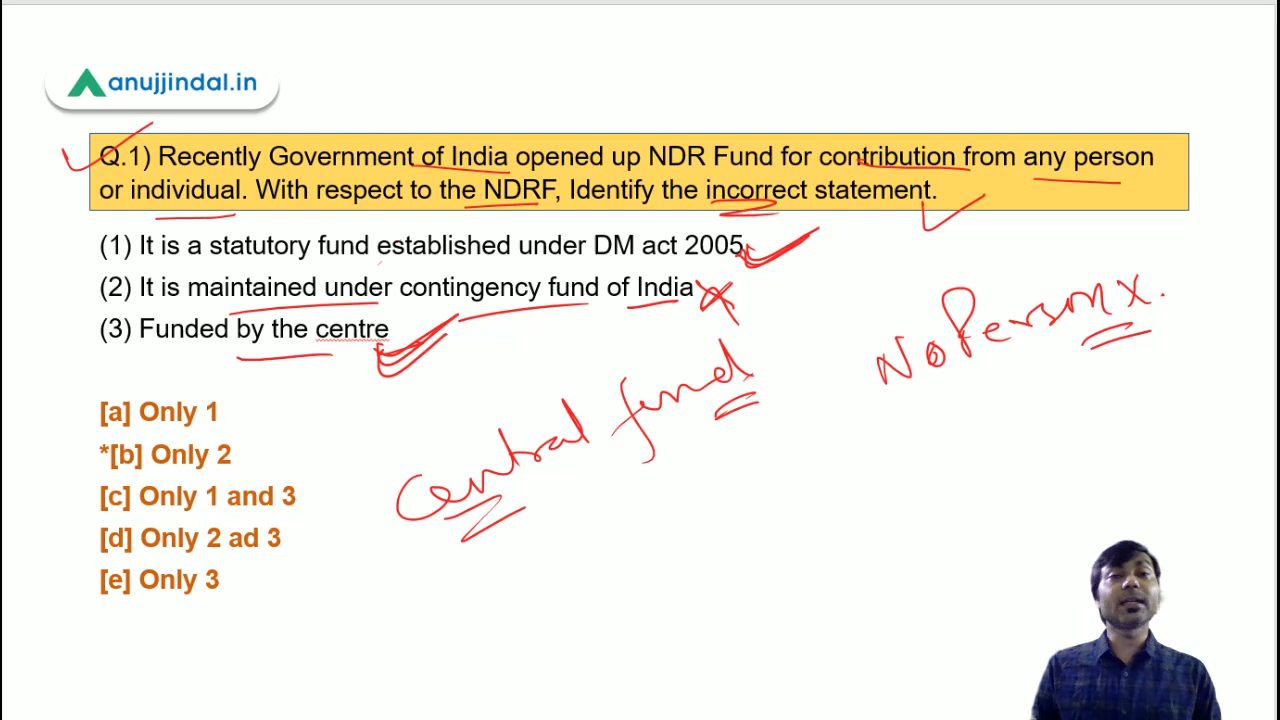 anujjindal.in
Q.1) Recently Government of India opened up NDR Fund for contribution from any person
or individual. With respect to the NDRF, Identify the incorrect statement.
(1) It is a statutory fund established under DM act 2005
(2) It is maintained under contingency fund of India
(3) Funded by the centre
No Person x.
Central fund
[a] Only 1
*[b] Only 2
[c] Only 1 and 3
[d] Only 2 ad 3
[e] Only 3